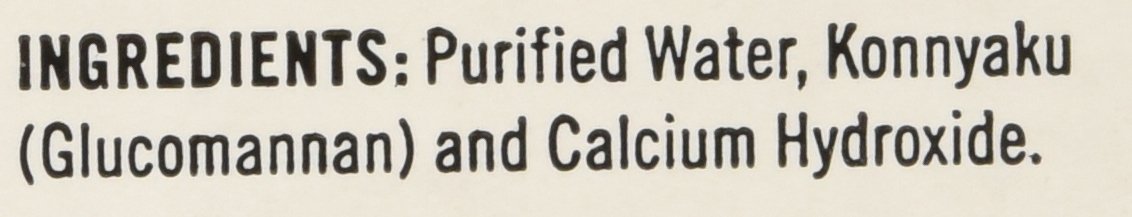 INGREDIENTS: Purified Water, Konnyaku
(Glucomannan) and Calcium Hydroxide.